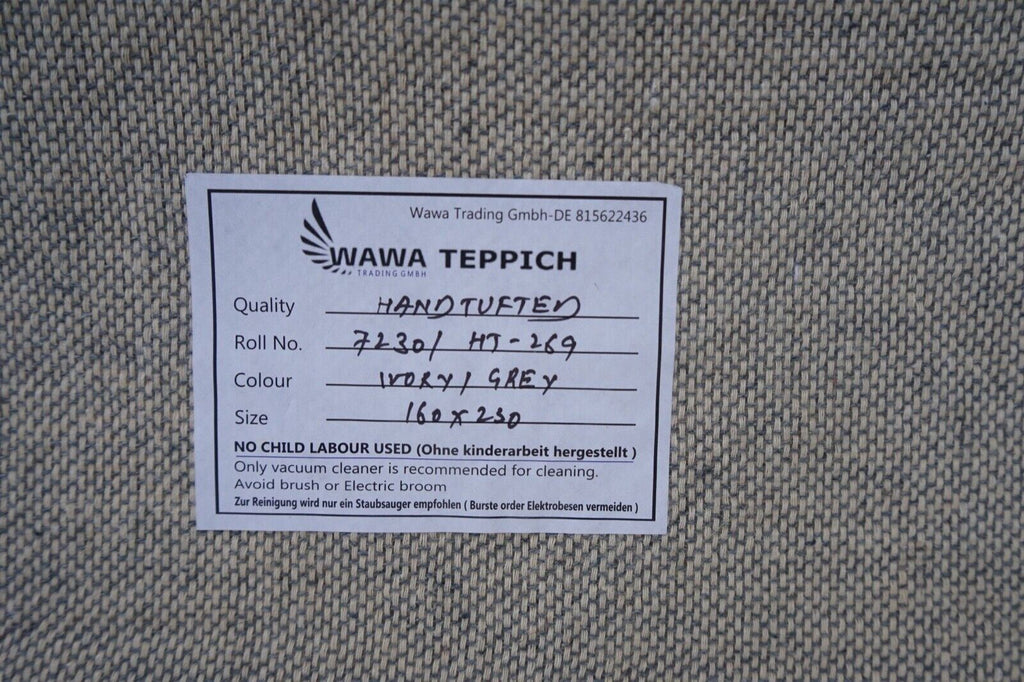 Wawa Trading Gmbh-DE 815622436
WAWA TEPPICH
TRADING GMBH
Quality HANDTUFTED
Roll No. 7230/ HT-269
Colour IVORY/ GREY
Size 160x230
NO CHILD LABOUR USED (Ohne kinderarbeit hergestellt )
Only vacuum cleaner is recommended for cleaning.
Avoid brush or Electric broom
Zur Reinigung wird nur ein Staubsauger empfohlen ( Burste order Elektrobesen vermeiden )